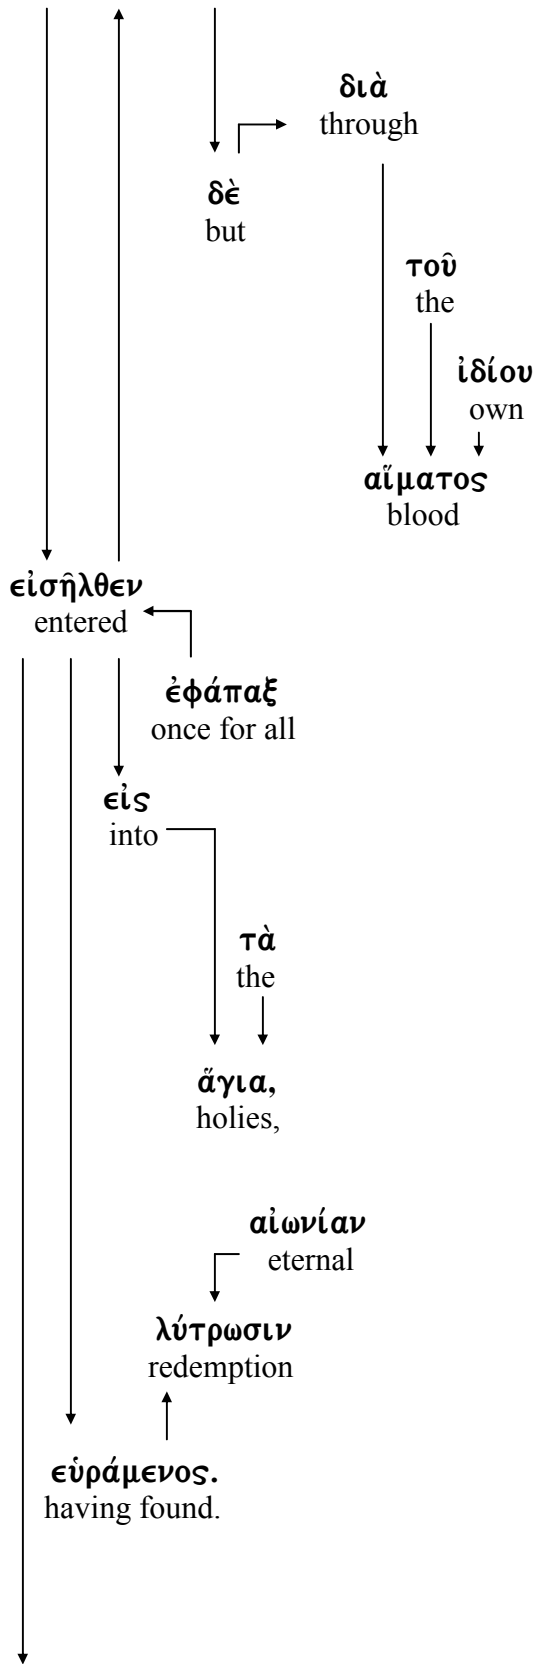 διὰ
through
δὲ
but
τοῦ
the
ἰδίου
own
αἵματος
blood
εἰσῆλθεν
entered
ἐφάπαξ
once for all
εἰς
into
τὰ
the
ἅγια,
holies,
αἰωνίαν
eternal
λύτρωσιν
redemption
εὑράμενος.
having found.